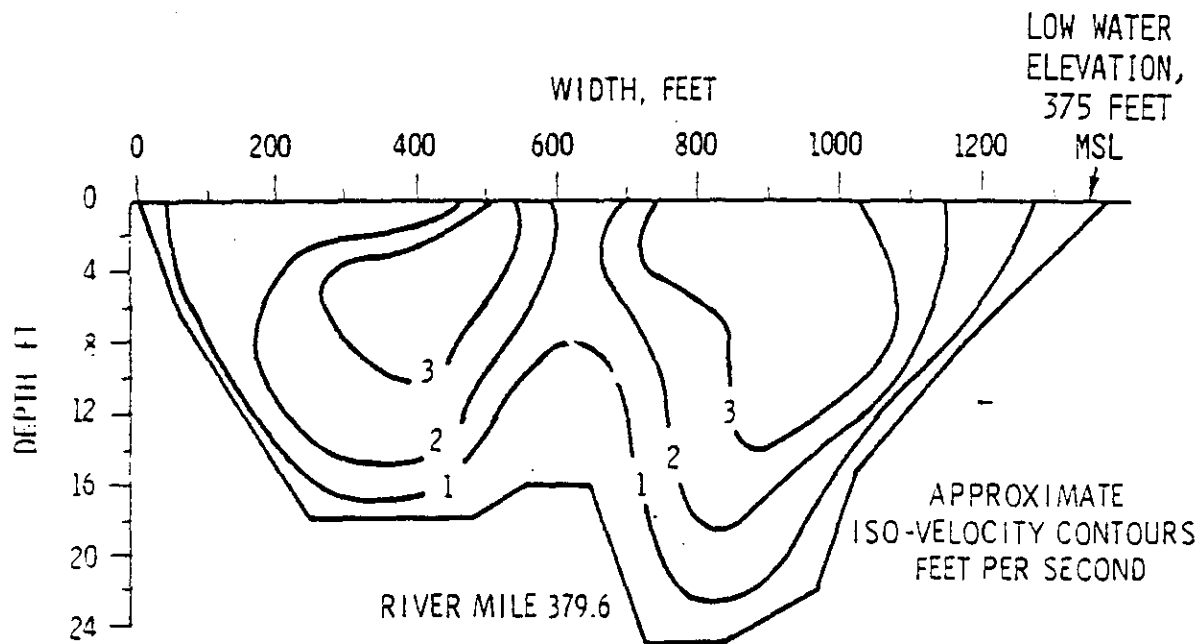 LOW WATER
ELEVATION,
375 FEET
MSL
WIDTH, FEET
0 200 400 600 800 1000 1200
DEPTH FT
0
4
8
12
16
20
24
3
2
1
3
2
1
APPROXIMATE
ISO-VELOCITY CONTOURS
FEET PER SECOND
RIVER MILE 379.6